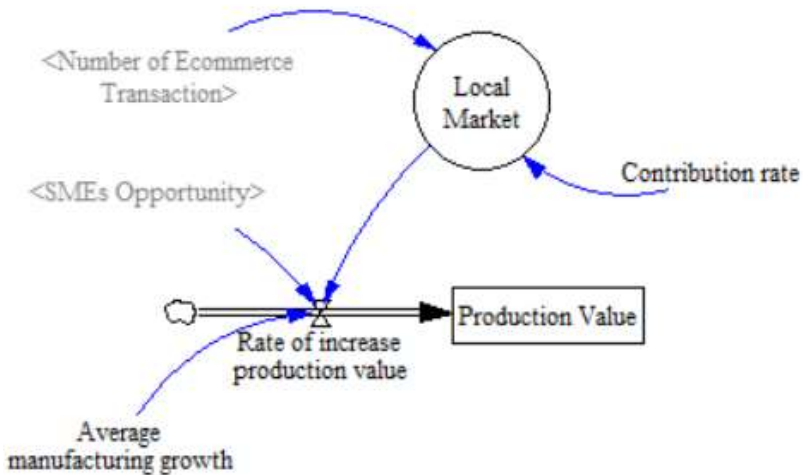 <Number of Ecommerce
Transaction>
Local
Market
Contribution rate
<SMEs Opportunity>
Production Value
Rate of increase
production value
Average
manufacturing growth